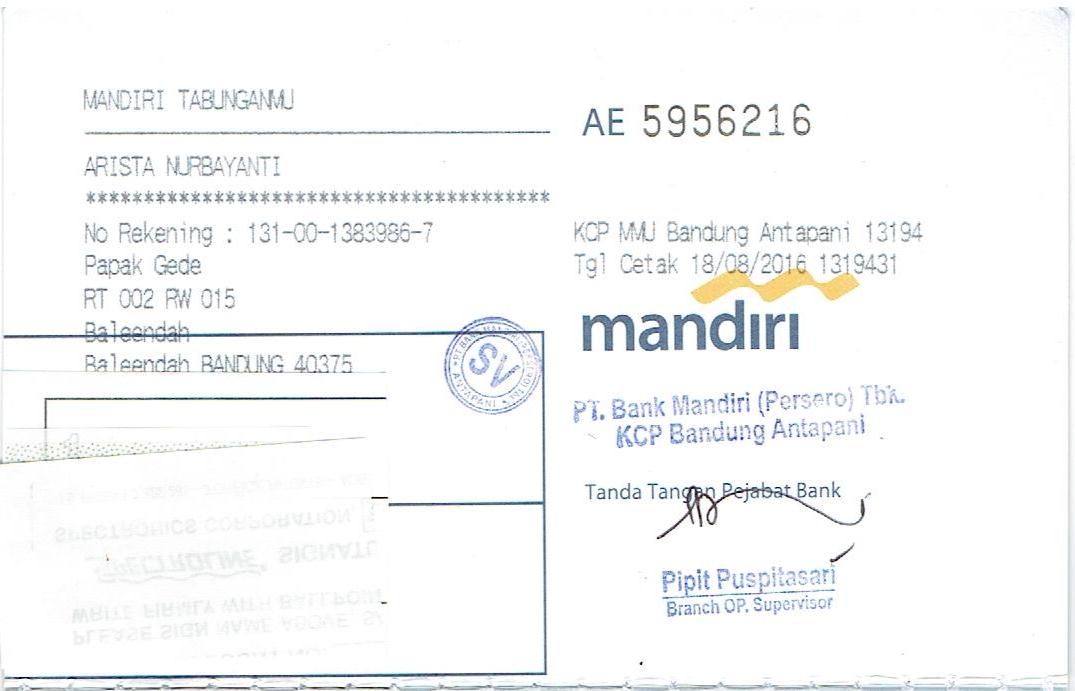 MANDIRI TABUNGANMU
ARISTA NURBAYANTI
****************************************
No Rekening : 131-00-1383986-7
Papak Gede
RT 002 RW 015
Baleendah
Baleendah BANDUNG 40375
AE 5956216
KCP MMU Bandung Antapani 13194
Tgl Cetak 18/08/2016 1319431
mandiri
SV
ANTAPANI
PT. Bank Mandiri (Persero) Tbk.
KCP Bandung Antapani
Tanda Tangan Pejabat Bank
Pipit Puspitasari
Branch OP. Supervisor
SPECTRONICS CORPORATION,
SPECTROLINE,
WRITE FIRMLY WITH BALLPOINT
PLEASE SIGN NAME ABOVE